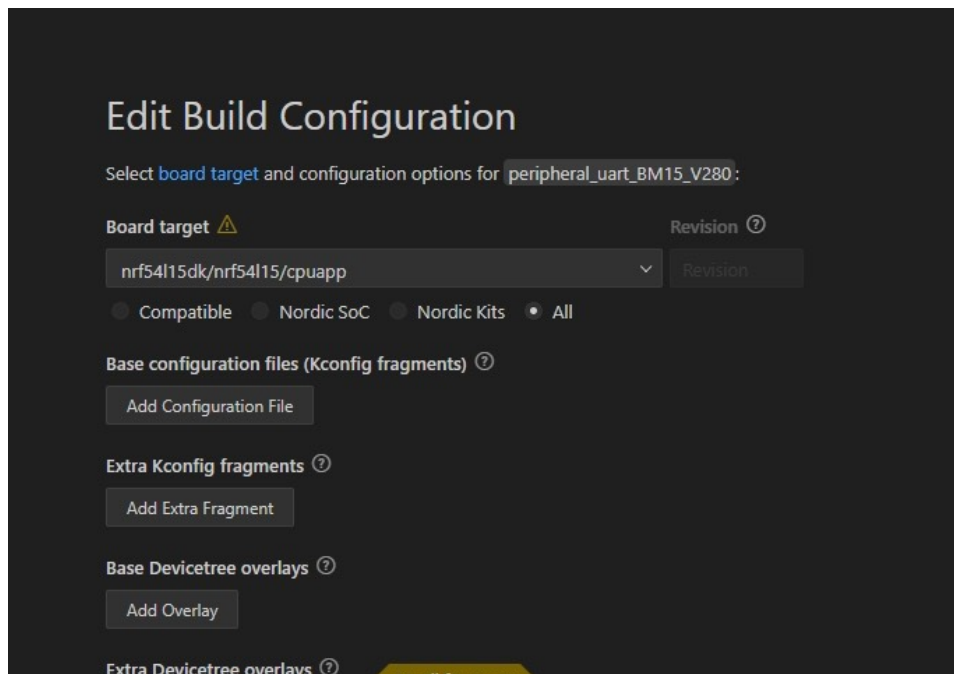 Edit Build Configuration
Select board target and configuration options for peripheral_uart_BM15_V280:
Board target Revision
nrf54l15dk/nrf54l15/cpuapp Revision
Compatible Nordic SoC Nordic Kits All
Base configuration files (Kconfig fragments)
Add Configuration File
Extra Kconfig fragments
Add Extra Fragment
Base Devicetree overlays
Add Overlay
Extra Devicetree overlays